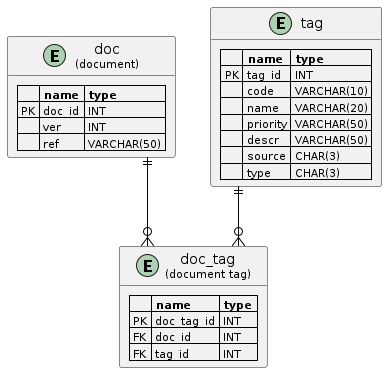 E doc
(document)
name type
PK doc_id INT
ver INT
ref VARCHAR(50)
E tag
name type
PK tag_id INT
code VARCHAR(10)
name VARCHAR(20)
priority VARCHAR(50)
descr VARCHAR(50)
source CHAR(3)
type CHAR(3)
E doc_tag
(document tag)
name type
PK doc_tag_id INT
FK doc_id INT
FK tag_id INT